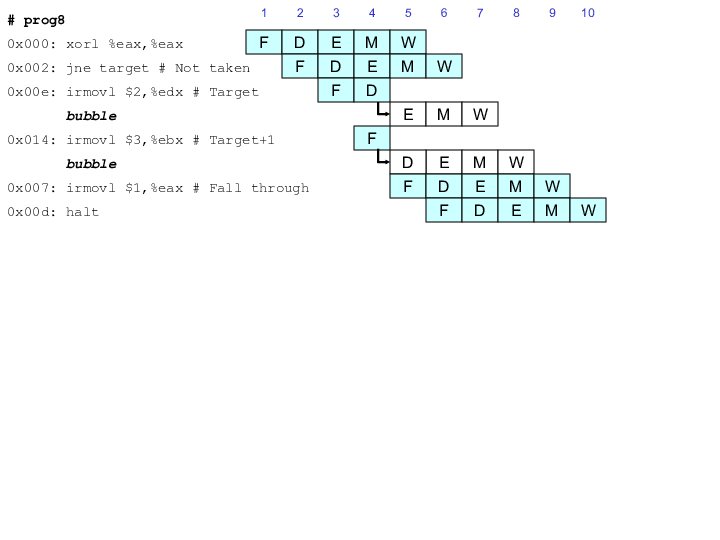 1 2 3 4 5 6 7 8 9 10
# prog8
0x000: xorl %eax,%eax F D E M W
0x002: jne target # Not taken F D E M W
0x00e: irmovl $2,%edx # Target F D
bubble E M W
0x014: irmovl $3,%ebx # Target+1 F
bubble D E M W
0x007: irmovl $1,%eax # Fall through F D E M W
0x00d: halt F D E M W